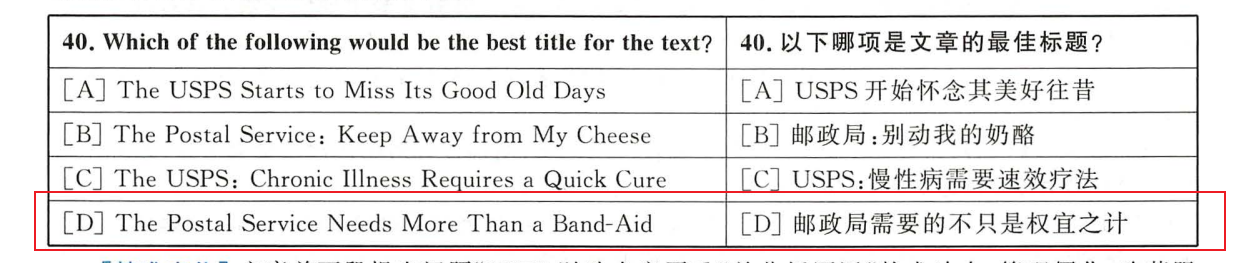 40. Which of the following would be the best title for the text? 40. 以下哪项是文章的最佳标题?
[A] The USPS Starts to Miss Its Good Old Days [A] USPS 开始怀念其美好往昔
[B] The Postal Service: Keep Away from My Cheese [B] 邮政局:别动我的奶酪
[C] The USPS: Chronic Illness Requires a Quick Cure [C] USPS:慢性病需要速效疗法
[D] The Postal Service Needs More Than a Band-Aid [D] 邮政局需要的不只是权宜之计